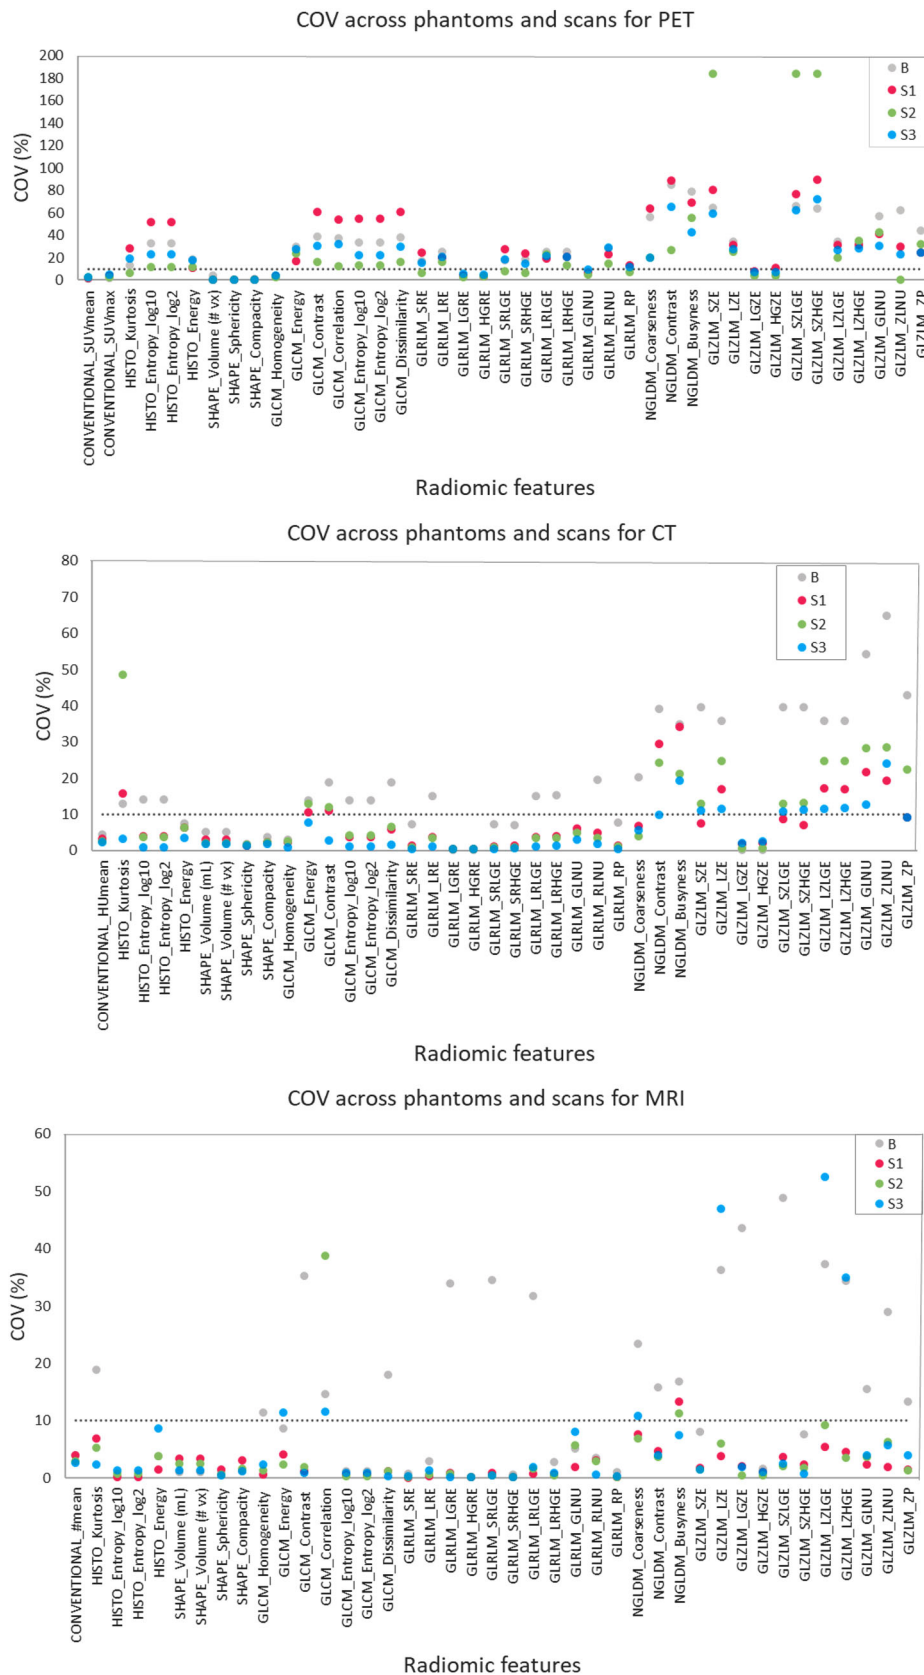 COV across phantoms and scans for PET
COV (%)
200
180
160
140
120
100
80
60
40
20
0
B
S1
S2
S3
CONVENTIONAL_SUVmean
CONVENTIONAL_SUVmax
HISTO_Kurtosis
HISTO_Entropy_log10
HISTO_Entropy_log2
HISTO_Energy
SHAPE_Volume (# vx)
SHAPE_Sphericity
SHAPE_Compacity
GLCM_Homogeneity
GLCM_Energy
GLCM_Contrast
GLCM_Correlation
GLCM_Entropy_log10
GLCM_Entropy_log2
GLCM_Dissimilarity
GLRLM_SRE
GLRLM_LRE
GLRLM_LGRE
GLRLM_HGRE
GLRLM_SRLGE
GLRLM_SRHGE
GLRLM_LRLGE
GLRLM_LRHGE
GLRLM_GLNU
GLRLM_RLNU
GLRLM_RP
NGLDM_Coarseness
NGLDM_Contrast
NGLDM_Busyness
GLZLM_SZE
GLZLM_LZE
GLZLM_LGZE
GLZLM_HGZE
GLZLM_SZLGE
GLZLM_SZHGE
GLZLM_LZLGE
GLZLM_LZHGE
GLZLM_GLNU
GLZLM_ZLNU
GLZLM_ZP
Radiomic features
COV across phantoms and scans for CT
COV (%)
80
70
60
50
40
30
20
10
0
B
S1
S2
S3
CONVENTIONAL_HUmean
HISTO_Kurtosis
HISTO_Entropy_log10
HISTO_Entropy_log2
HISTO_Energy
SHAPE_Volume (mL)
SHAPE_Volume (# vx)
SHAPE_Sphericity
SHAPE_Compacity
GLCM_Homogeneity
GLCM_Energy
GLCM_Contrast
GLCM_Entropy_log10
GLCM_Entropy_log2
GLCM_Dissimilarity
GLRLM_SRE
GLRLM_LRE
GLRLM_LGRE
GLRLM_HGRE
GLRLM_SRLGE
GLRLM_SRHGE
GLRLM_LRLGE
GLRLM_LRHGE
GLRLM_GLNU
GLRLM_RLNU
GLRLM_RP
NGLDM_Coarseness
NGLDM_Contrast
NGLDM_Busyness
GLZLM_SZE
GLZLM_LZE
GLZLM_LGZE
GLZLM_HGZE
GLZLM_SZLGE
GLZLM_SZHGE
GLZLM_LZLGE
GLZLM_LZHGE
GLZLM_GLNU
GLZLM_ZLNU
GLZLM_ZP
Radiomic features
COV across phantoms and scans for MRI
COV (%)
60
50
40
30
20
10
0
B
S1
S2
S3
CONVENTIONAL_#mean
HISTO_Kurtosis
HISTO_Entropy_log10
HISTO_Entropy_log2
HISTO_Energy
SHAPE_Volume (mL)
SHAPE_Volume (# vx)
SHAPE_Sphericity
SHAPE_Compacity
GLCM_Homogeneity
GLCM_Energy
GLCM_Contrast
GLCM_Correlation
GLCM_Entropy_log10
GLCM_Entropy_log2
GLCM_Dissimilarity
GLRLM_SRE
GLRLM_LRE
GLRLM_LGRE
GLRLM_HGRE
GLRLM_SRLGE
GLRLM_SRHGE
GLRLM_LRLGE
GLRLM_LRHGE
GLRLM_GLNU
GLRLM_RLNU
GLRLM_RP
NGLDM_Coarseness
NGLDM_Contrast
NGLDM_Busyness
GLZLM_SZE
GLZLM_LZE
GLZLM_LGZE
GLZLM_HGZE
GLZLM_SZLGE
GLZLM_SZHGE
GLZLM_LZLGE
GLZLM_LZHGE
GLZLM_GLNU
GLZLM_ZLNU
GLZLM_ZP
Radiomic features